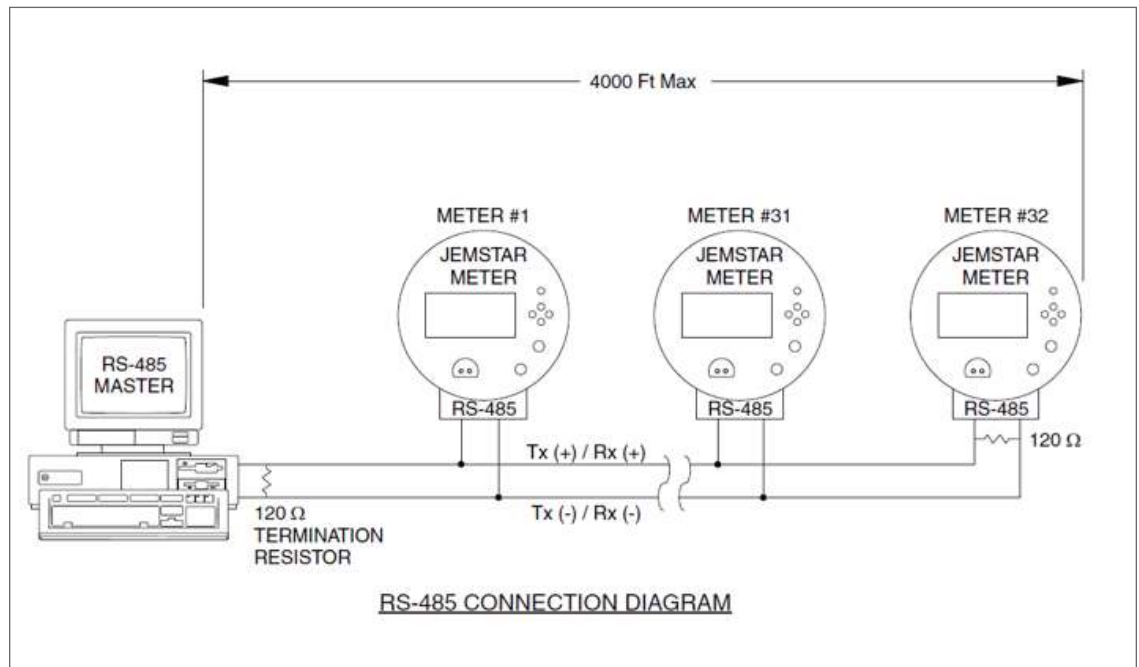 4000 Ft Max
METER #1
METER #31
METER #32
JEMSTAR
METER
JEMSTAR
METER
JEMSTAR
METER
RS-485
MASTER
RS-485
RS-485
RS-485
Tx (+) / Rx (+)
120 Ω
Tx (-) / Rx (-)
120 Ω
TERMINATION
RESISTOR
RS-485 CONNECTION DIAGRAM